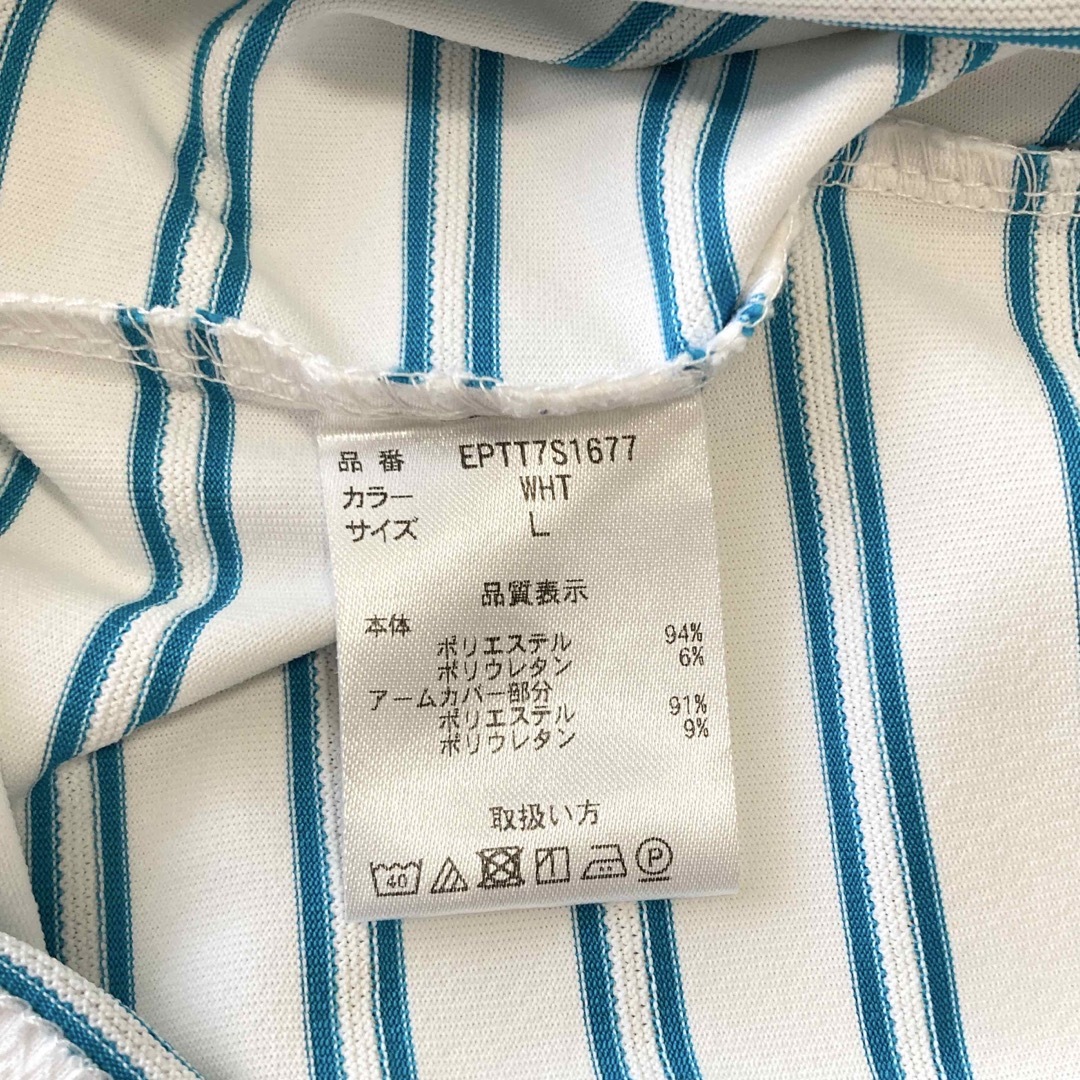 品番 EPTT7S1677
カラー WHT
サイズ L
品質表示
本体
ポリエステル 94%
ポリウレタン 6%
アームカバー部分
ポリエステル 91%
ポリウレタン 9%
取扱い方
40 P